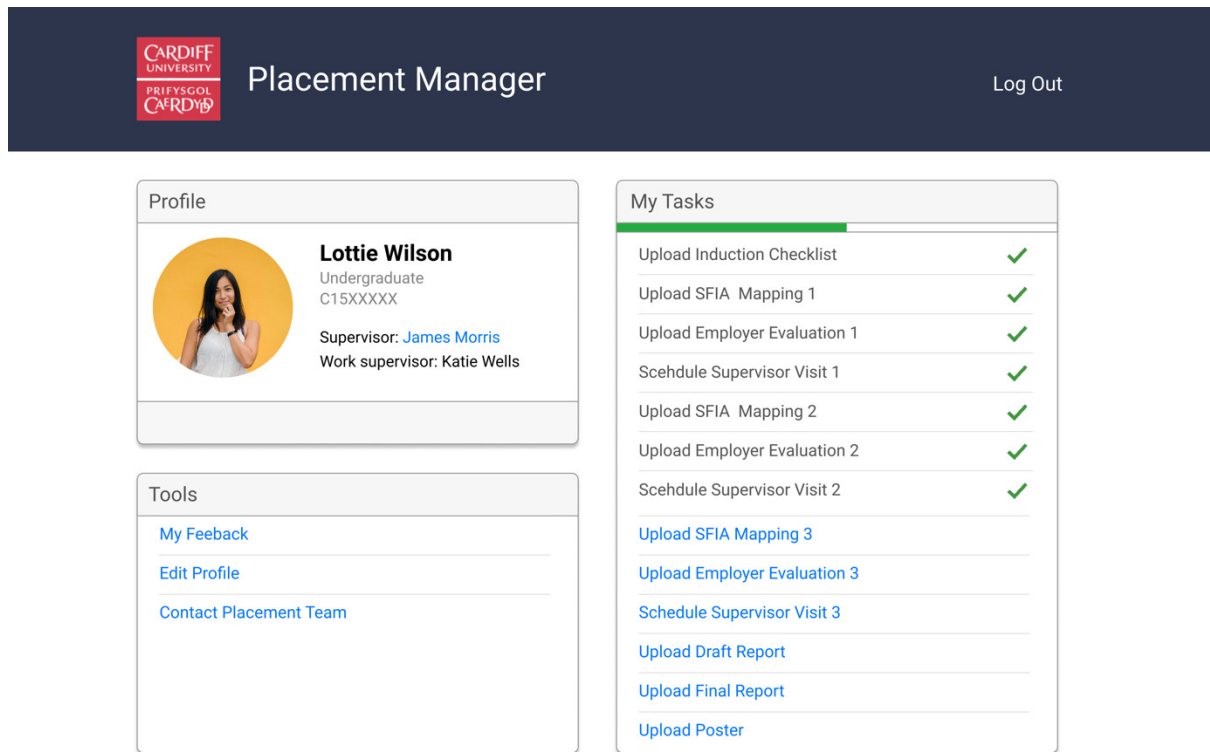 CARDIFF
UNIVERSITY
PRIFYSGOL
CAERDYDD
Placement Manager
Log Out
Profile
Lottie Wilson
Undergraduate
C15XXXXX
Supervisor: James Morris
Work supervisor: Katie Wells
Tools
My Feeback
Edit Profile
Contact Placement Team
My Tasks
Upload Induction Checklist
Upload SFIA Mapping 1
Upload Employer Evaluation 1
Scehdule Supervisor Visit 1
Upload SFIA Mapping 2
Upload Employer Evaluation 2
Scehdule Supervisor Visit 2
Upload SFIA Mapping 3
Upload Employer Evaluation 3
Schedule Supervisor Visit 3
Upload Draft Report
Upload Final Report
Upload Poster